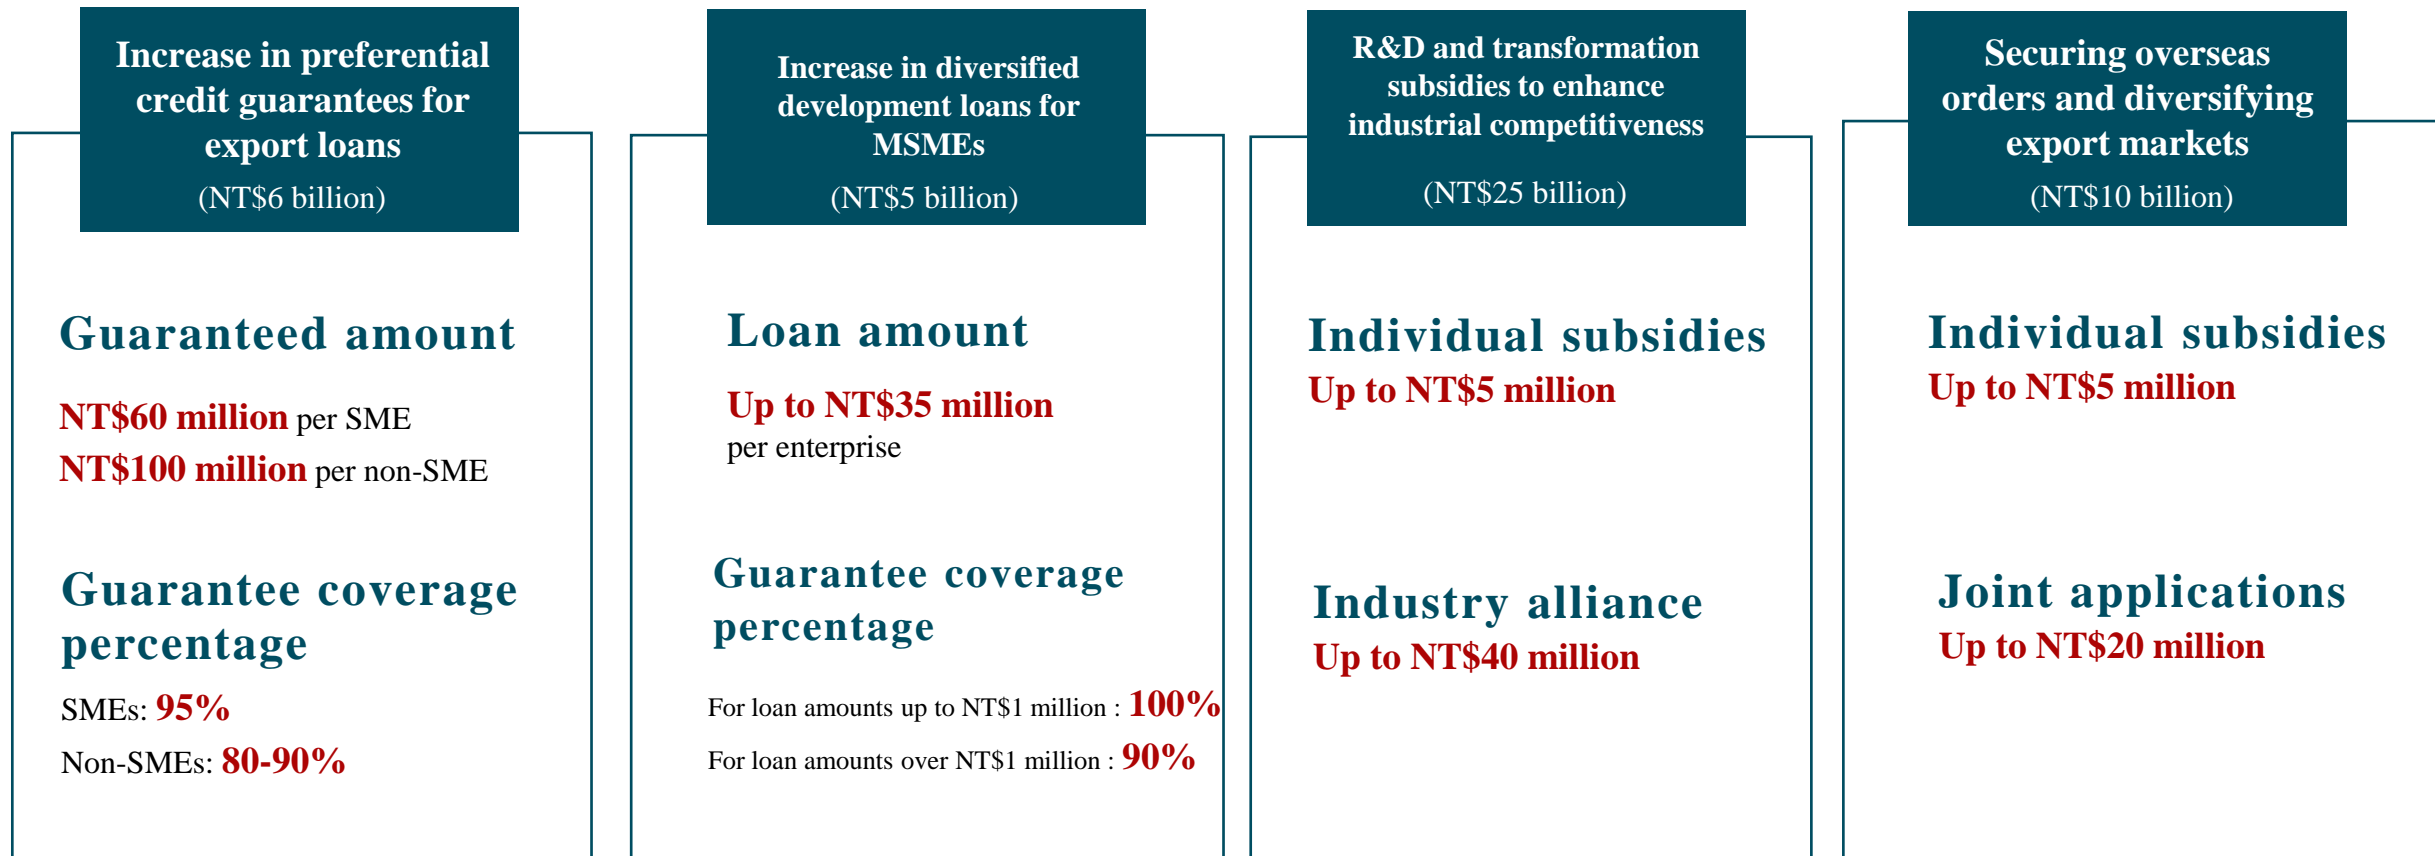 Increase in preferential
credit guarantees for
export loans
(NT$6 billion)
Guaranteed amount
NT$60 million per SME
NT$100 million per non-SME
Guarantee coverage
percentage
SMEs: 95%
Non-SMEs: 80-90%
Increase in diversified
development loans for
MSMEs
(NT$5 billion)
Loan amount
Up to NT$35 million
per enterprise
Guarantee coverage
percentage
For loan amounts up to NT$1 million : 100%
For loan amounts over NT$1 million : 90%
R&D and transformation
subsidies to enhance
industrial competitiveness
(NT$25 billion)
Individual subsidies
Up to NT$5 million
Industry alliance
Up to NT$40 million
Securing overseas
orders and diversifying
export markets
(NT$10 billion)
Individual subsidies
Up to NT$5 million
Joint applications
Up to NT$20 million